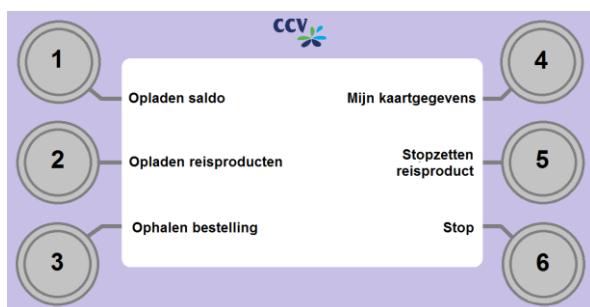 CCV
1
4
Opladen saldo
Mijn kaartgegevens
2
Opladen reisproducten
Stopzetten
reisproduct
5
Ophalen bestelling
Stop
3
6